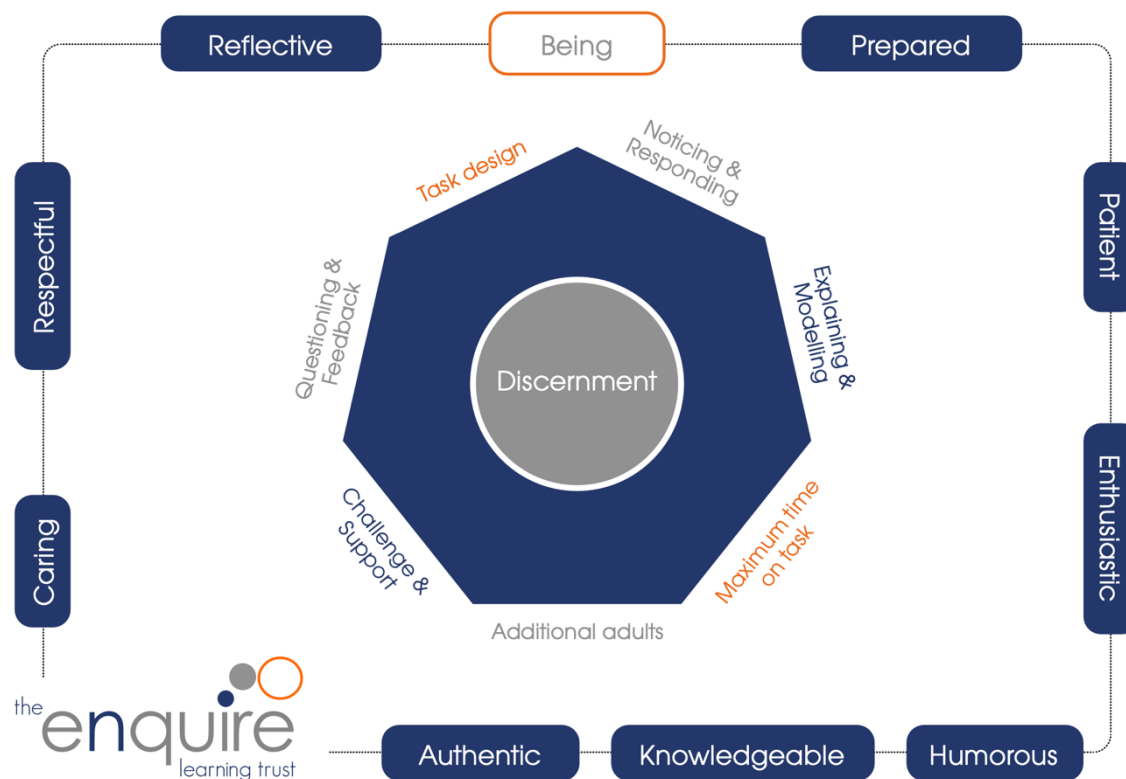 Reflective
Being
Prepared
Respectful
Caring
Patient
Enthusiastic
Task design
Noticing &
Responding
Questioning &
Feedback
Explaining &
Modelling
Discernment
Challenge &
Support
Maximum time
on task
Additional adults
the
enquire
learning trust
Authentic
Knowledgeable
Humorous